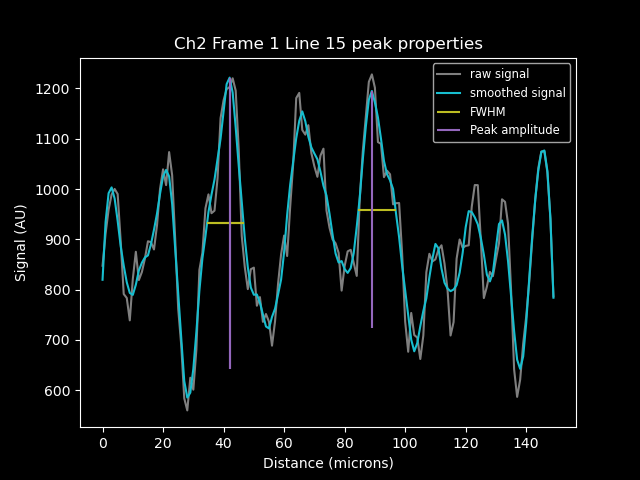 Ch2 Frame 1 Line 15 peak properties
raw signal
smoothed signal
FWHM
Peak amplitude
1200
1100
1000
900
800
700
600
Signal (AU)
0 20 40 60 80 100 120 140
Distance (microns)